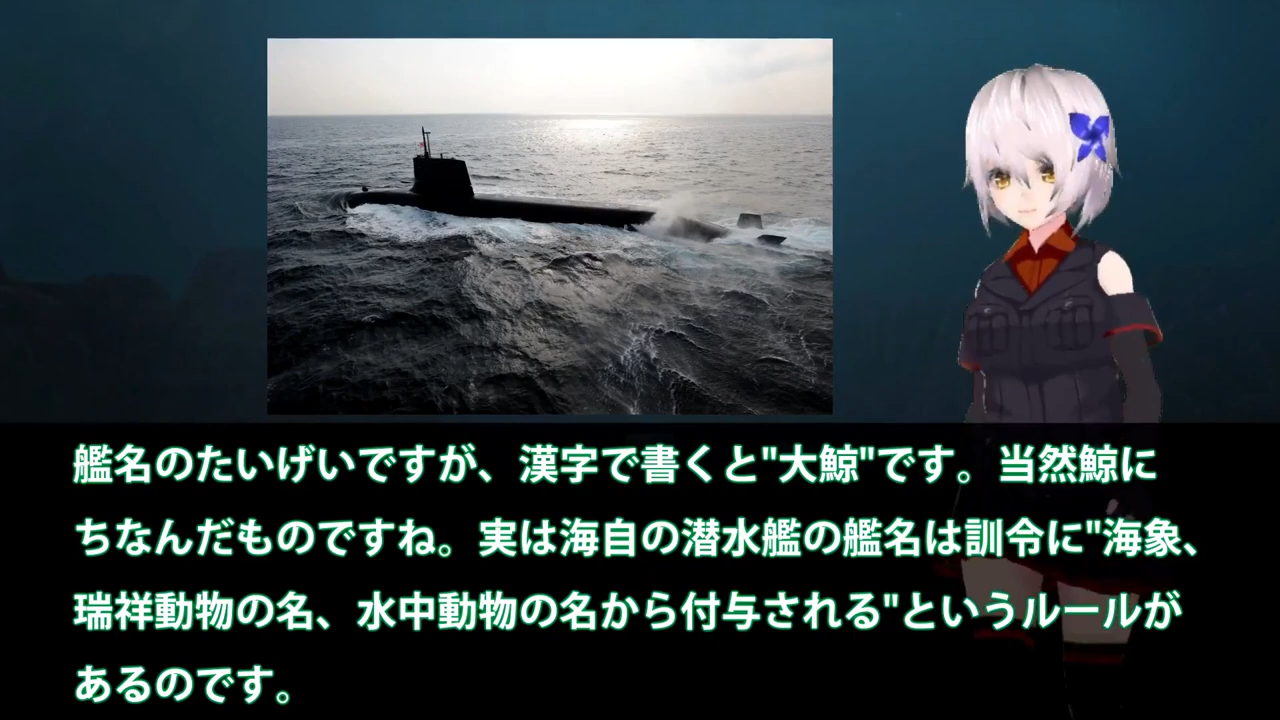 艦名のたいげいですが、漢字で書くと"大鯨"です。当然鯨に
ちなんだものですね。実は海自の潜水艦の艦名は訓令に"海象、
瑞祥動物の名、水中動物の名から付与される"というルールが
あるのです。